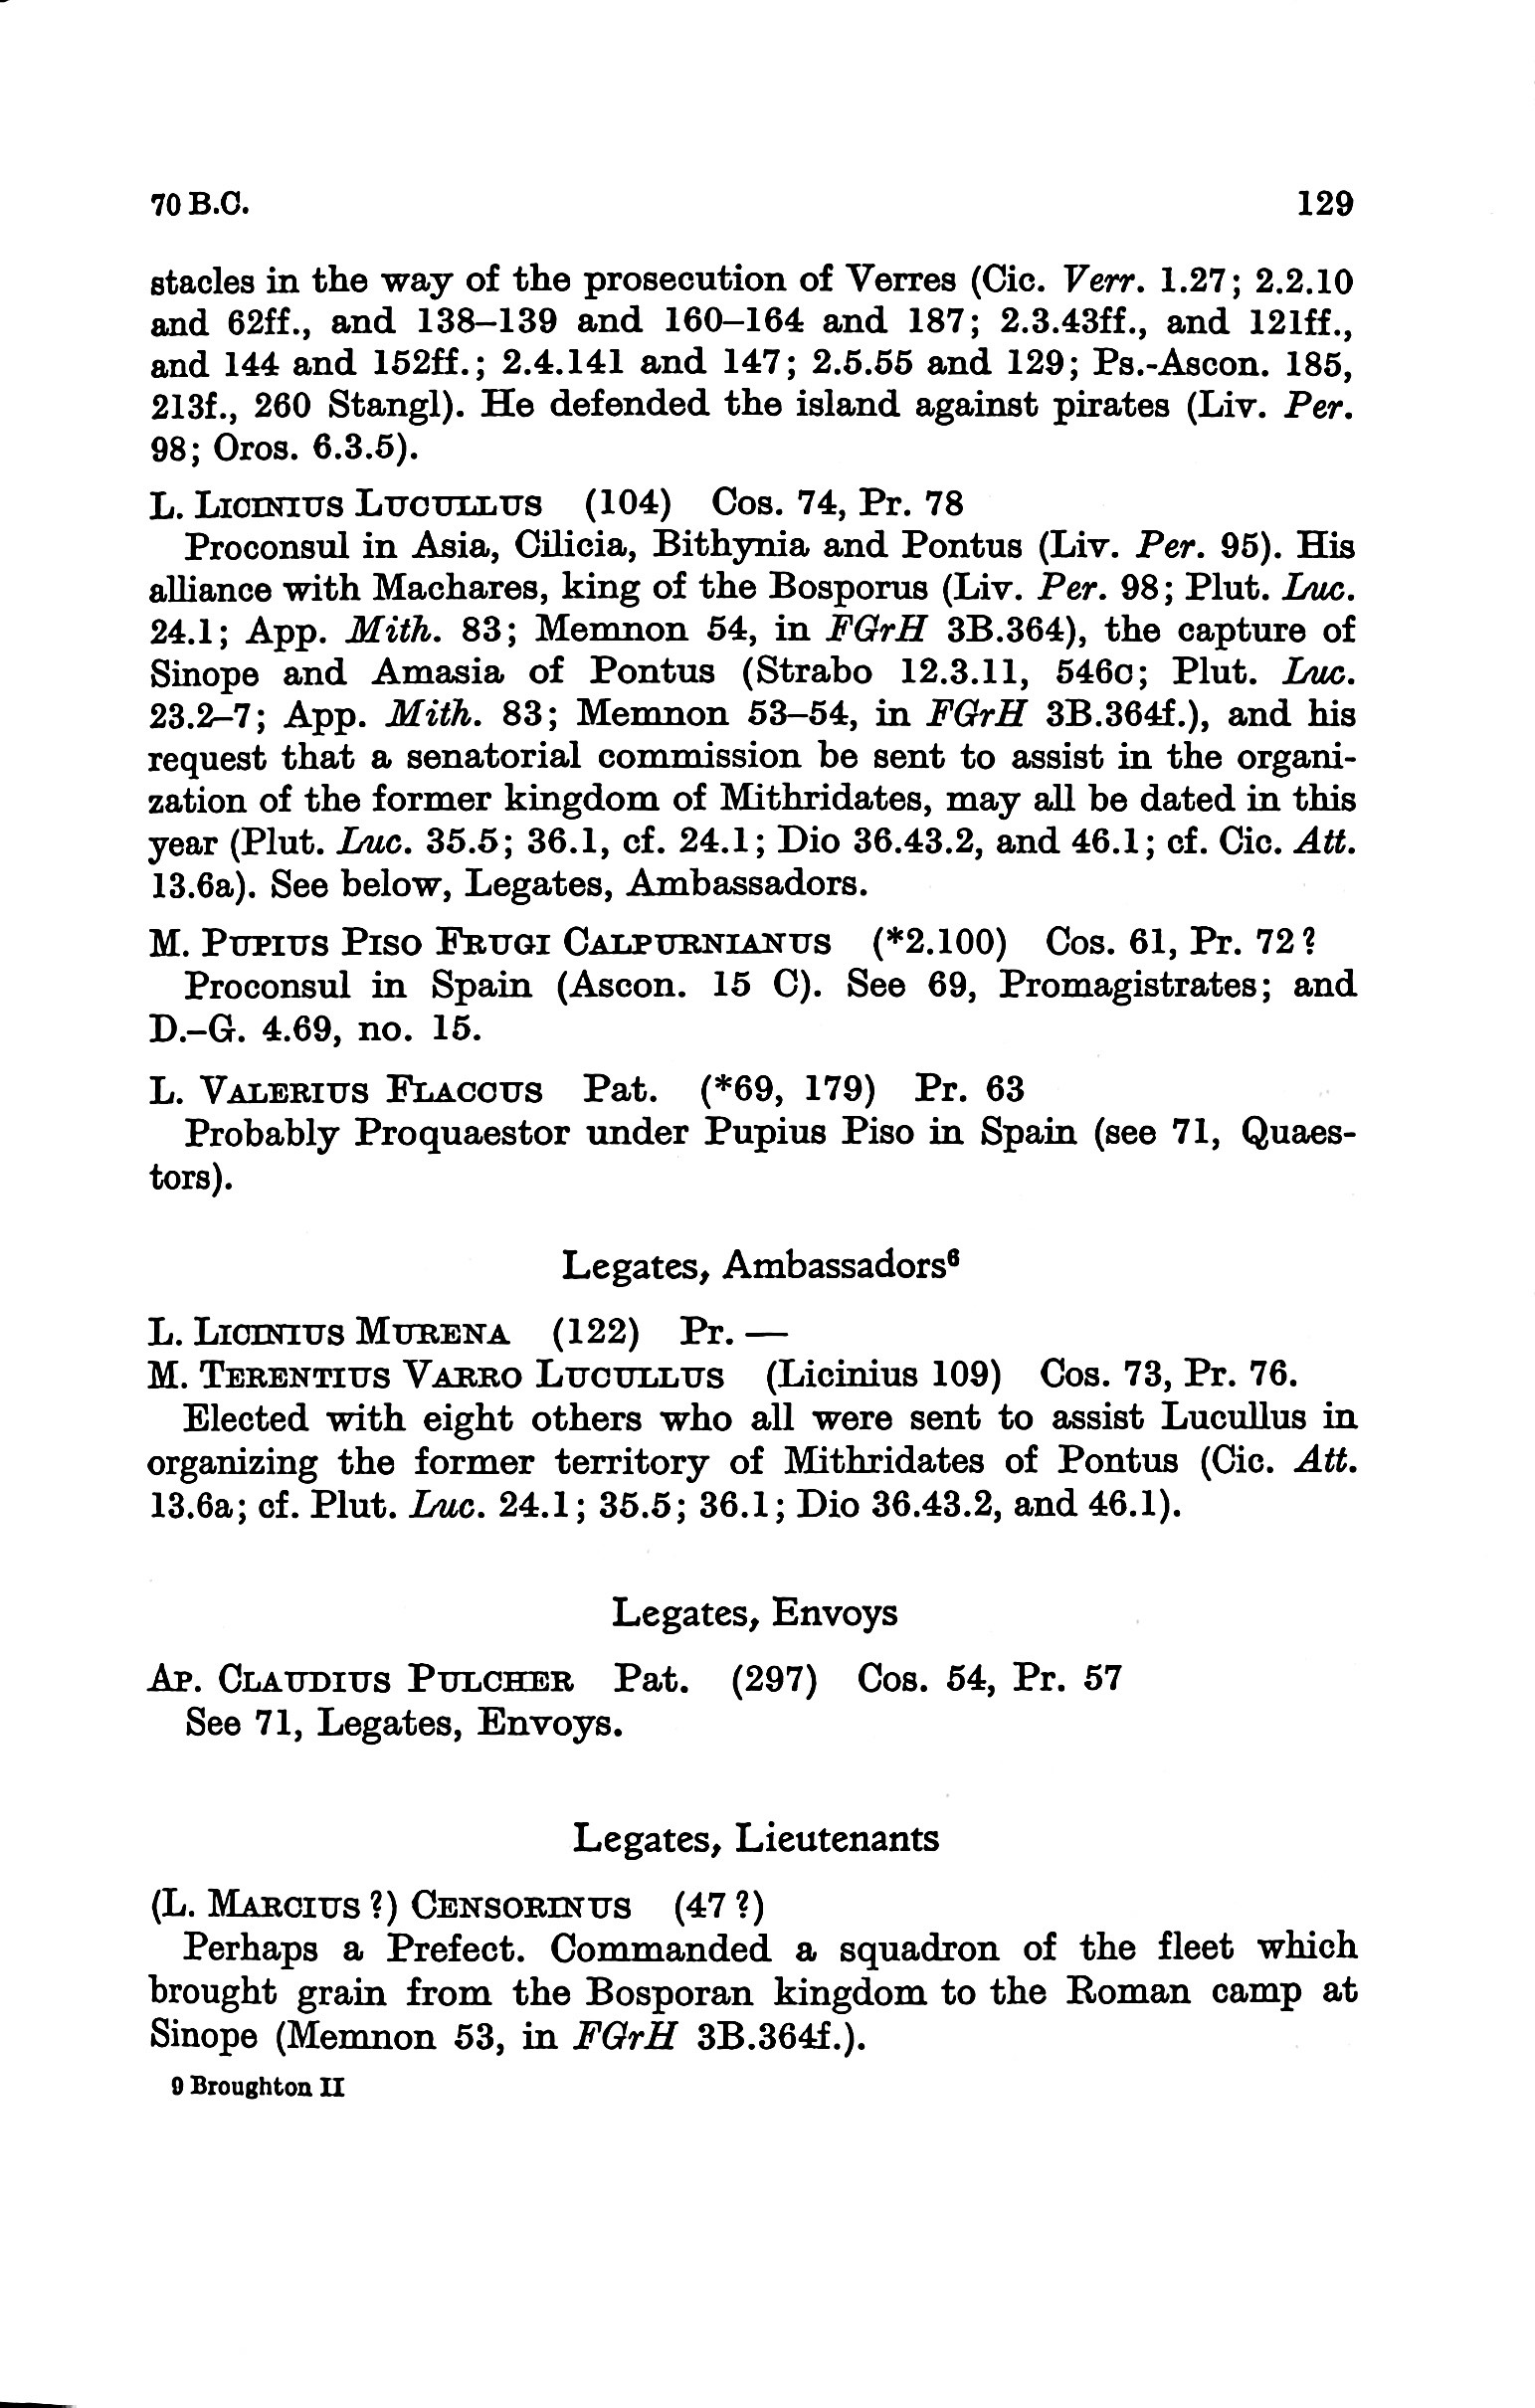 70 B.C. 129
stacles in the way of the prosecution of Verres (Cic. Verr. 1.27; 2.2.10
and 62ff., and 138–139 and 160–164 and 187; 2.3.43ff., and 121ff.,
and 144 and 152ff.; 2.4.141 and 147; 2.5.55 and 129; Ps.-Ascon. 185,
213f., 260 Stangl). He defended the island against pirates (Liv. Per.
98; Oros. 6.3.5).
L. LICINIUS LUCULLUS (104) Cos. 74, Pr. 78
Proconsul in Asia, Cilicia, Bithynia and Pontus (Liv. Per. 95). His
alliance with Machares, king of the Bosporus (Liv. Per. 98; Plut. Luc.
24.1; App. Mith. 83; Memnon 54, in FGrH 3B.364), the capture of
Sinope and Amasia of Pontus (Strabo 12.3.11, 546c; Plut. Luc.
23.2–7; App. Mith. 83; Memnon 53–54, in FGrH 3B.364f.), and his
request that a senatorial commission be sent to assist in the organi-
zation of the former kingdom of Mithridates, may all be dated in this
year (Plut. Luc. 35.5; 36.1, cf. 24.1; Dio 36.43.2, and 46.1; cf. Cic. Att.
13.6a). See below, Legates, Ambassadors.
M. PUPIUS PISO FRUGI CALPURNIANUS (*2.100) Cos. 61, Pr. 72?
Proconsul in Spain (Ascon. 15 C). See 69, Promagistrates; and
D.–G. 4.69, no. 15.
L. VALERIUS FLACCUS Pat. (*69, 179) Pr. 63
Probably Proquaestor under Pupius Piso in Spain (see 71, Quaes-
tors).
Legates, Ambassadors⁶
L. LICINIUS MURENA (122) Pr. —
M. TERENTIUS VARRO LUCULLUS (Licinius 109) Cos. 73, Pr. 76.
Elected with eight others who all were sent to assist Lucullus in
organizing the former territory of Mithridates of Pontus (Cic. Att.
13.6a; cf. Plut. Luc. 24.1; 35.5; 36.1; Dio 36.43.2, and 46.1).
Legates, Envoys
AP. CLAUDIUS PULCHER Pat. (297) Cos. 54, Pr. 57
See 71, Legates, Envoys.
Legates, Lieutenants
(L. MARCIUS?) CENSORINUS (47?)
Perhaps a Prefect. Commanded a squadron of the fleet which
brought grain from the Bosporan kingdom to the Roman camp at
Sinope (Memnon 53, in FGrH 3B.364f.).
9 Broughton II